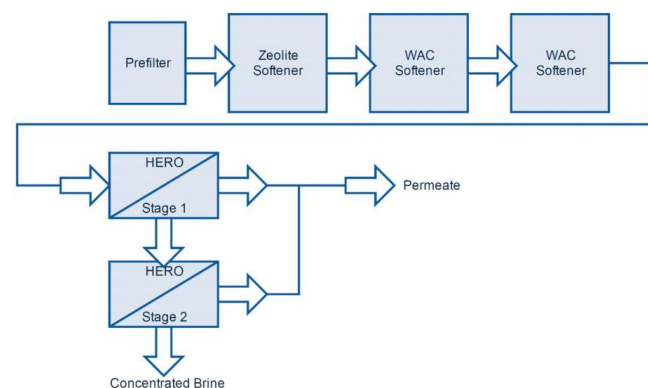 Prefilter
Zeolite
Softener
WAC
Softener
WAC
Softener
HERO
Stage 1
Permeate
HERO
Stage 2
Concentrated Brine